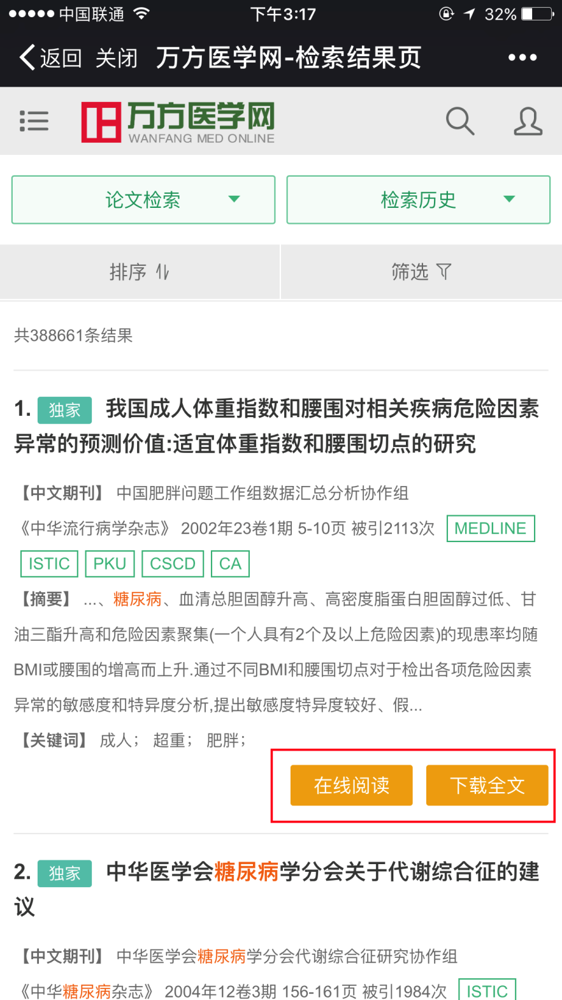 中国联通 下午3:17 32%
返回 关闭 万方医学网-检索结果页
万方医学网
WANFANG MED ONLINE
论文检索 检索历史
排序 筛选
共388661条结果
1. 独家 我国成人体重指数和腰围对相关疾病危险因素
异常的预测价值:适宜体重指数和腰围切点的研究
【中文期刊】 中国肥胖问题工作组数据汇总分析协作组
《中华流行病学杂志》 2002年23卷1期 5-10页 被引2113次 MEDLINE
ISTIC PKU CSCD CA
【摘要】 ...、糖尿病、血清总胆固醇升高、高密度脂蛋白胆固醇过低、甘
油三酯升高和危险因素聚集(一个人具有2个及以上危险因素)的现患率均随
BMI或腰围的增高而上升.通过不同BMI和腰围切点对于检出各项危险因素
异常的敏感度和特异度分析,提出敏感度特异度较好、假...
【关键词】 成人； 超重； 肥胖；
在线阅读 下载全文
2. 独家 中华医学会糖尿病学分会关于代谢综合征的建
议
【中文期刊】 中华医学会糖尿病学分会代谢综合征研究协作组
《中华糖尿病杂志》 2004年12卷3期 156-161页 被引1984次 ISTIC